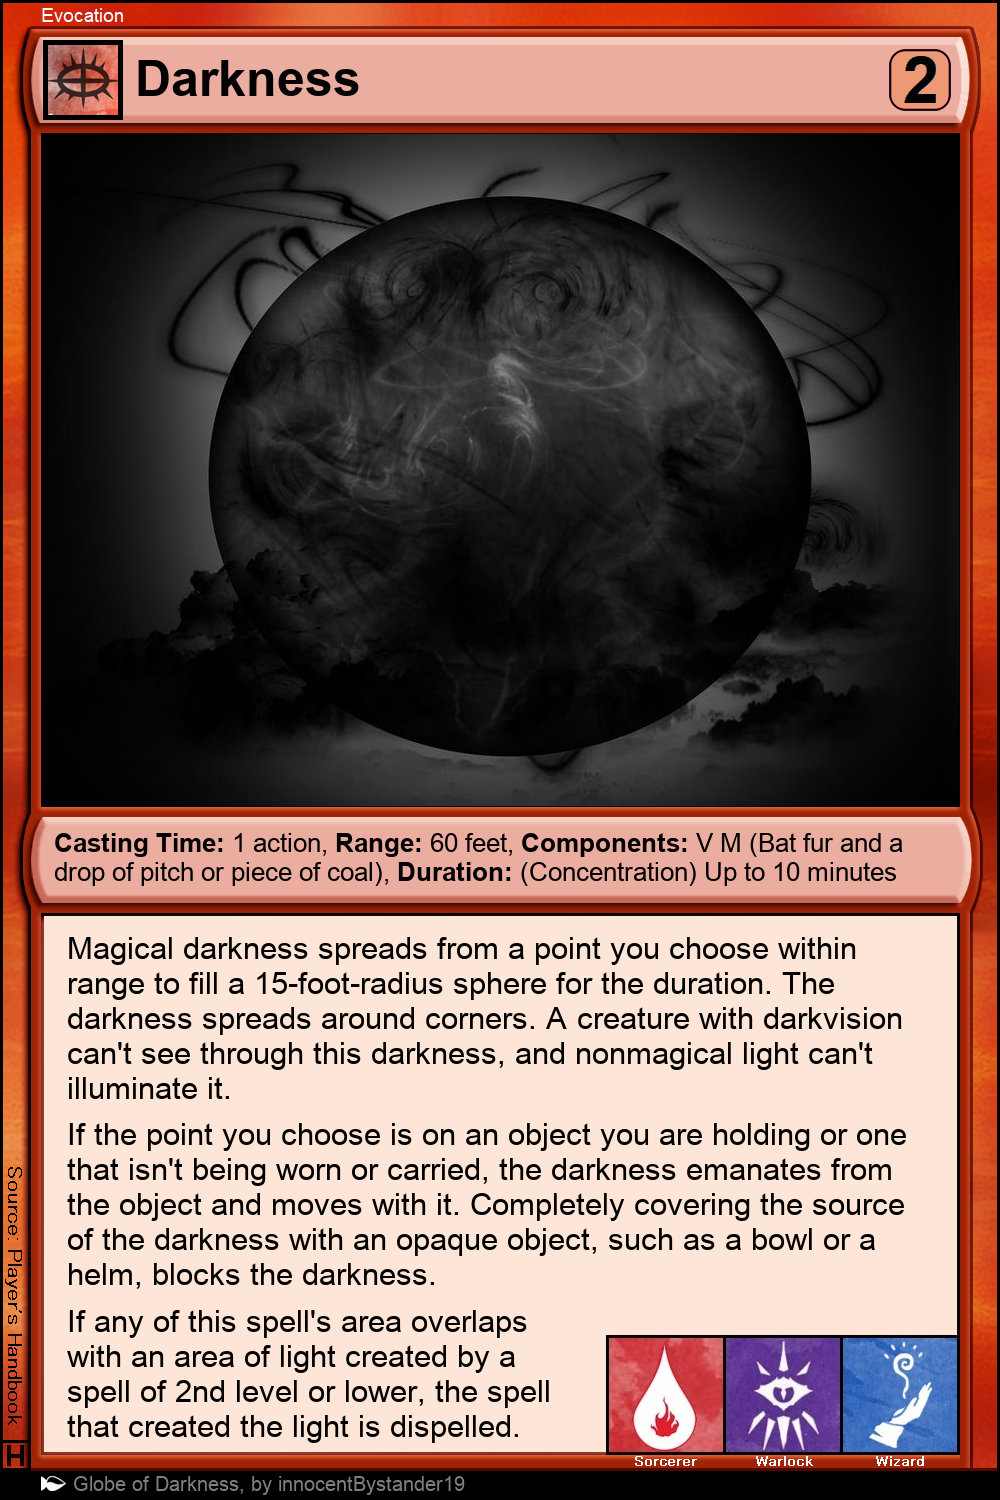 Evocation
Darkness
2
Casting Time: 1 action, Range: 60 feet, Components: V M (Bat fur and a
drop of pitch or piece of coal), Duration: (Concentration) Up to 10 minutes
Magical darkness spreads from a point you choose within
range to fill a 15-foot-radius sphere for the duration. The
darkness spreads around corners. A creature with darkvision
can't see through this darkness, and nonmagical light can't
illuminate it.
If the point you choose is on an object you are holding or one
that isn't being worn or carried, the darkness emanates from
the object and moves with it. Completely covering the source
of the darkness with an opaque object, such as a bowl or a
helm, blocks the darkness.
If any of this spell's area overlaps
with an area of light created by a
spell of 2nd level or lower, the spell
that created the light is dispelled.
Sorcerer
Warlock
Wizard
Source: Player's Handbook
H
Globe of Darkness, by innocentBystander19